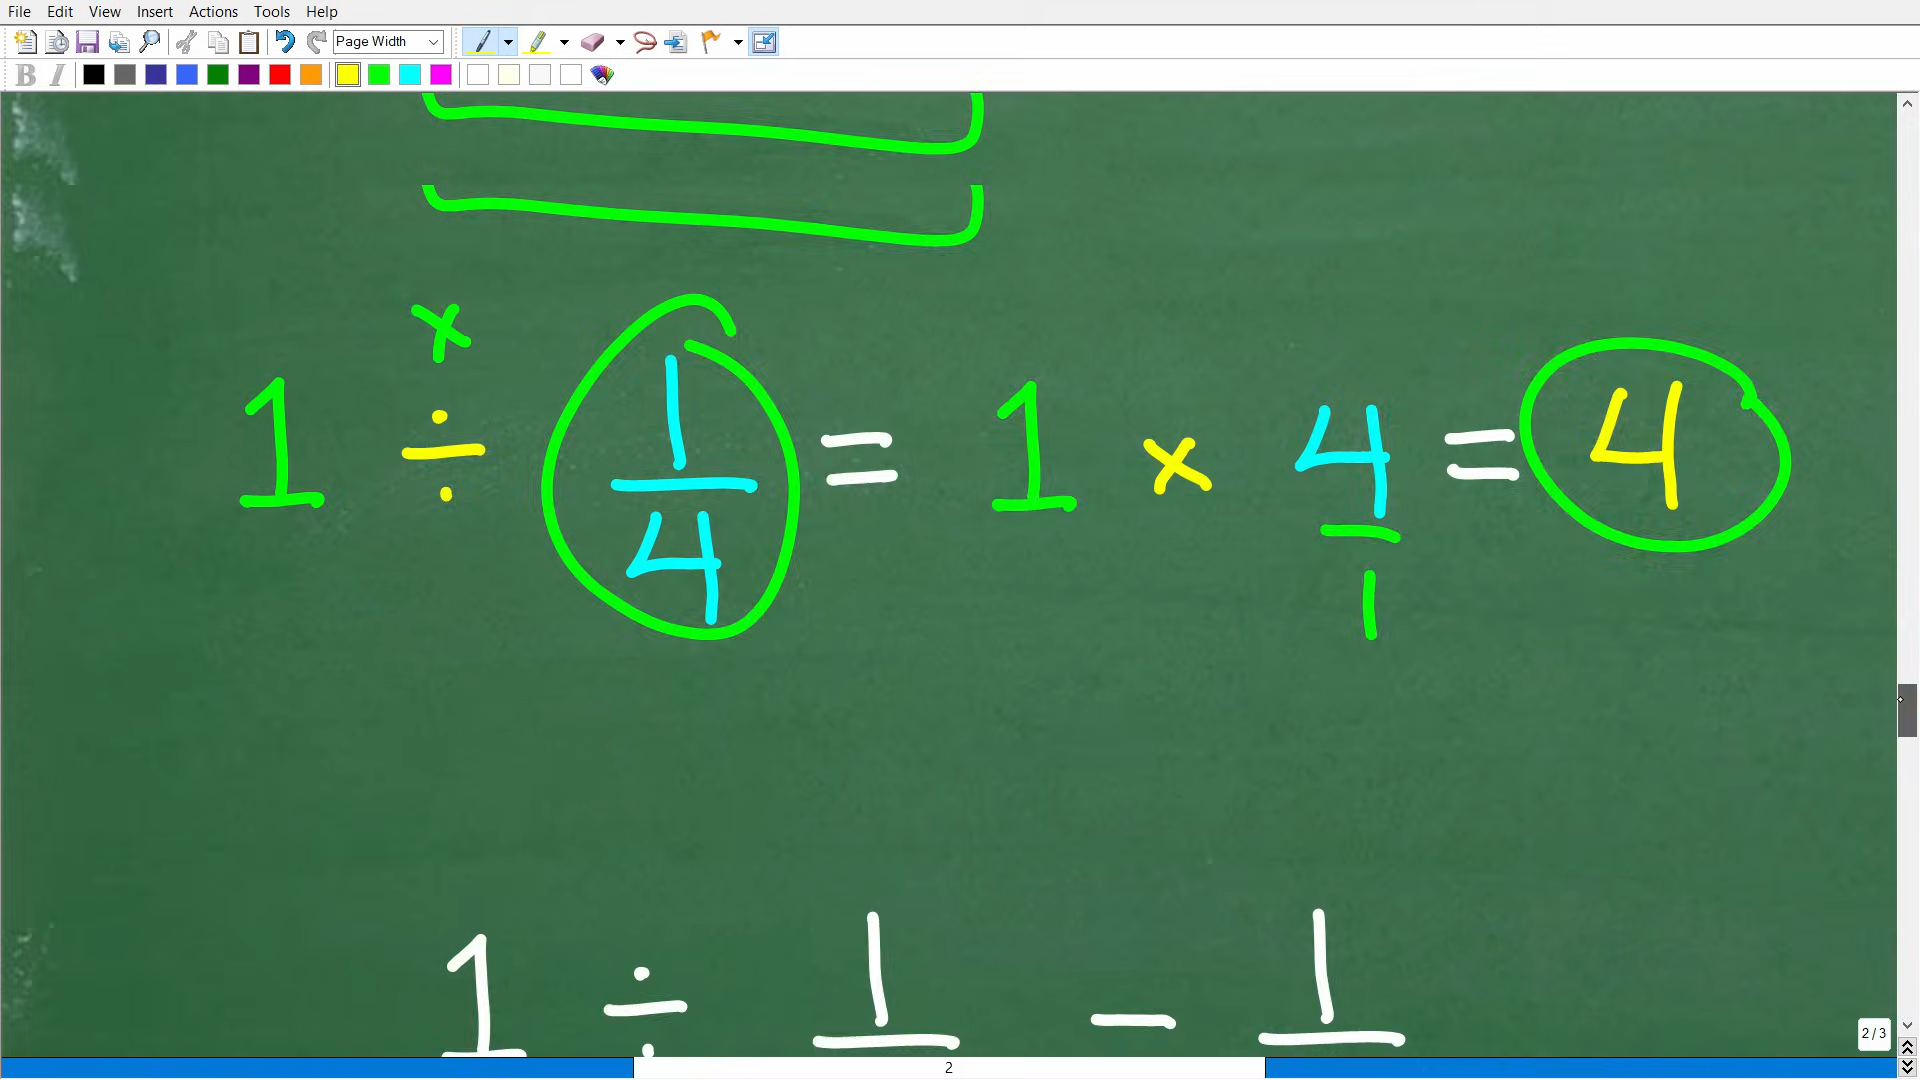 File Edit View Insert Actions Tools Help
Page Width
B I
×
1 ÷ 1/4 = 1 × 4/1 = 4
1 ÷ 1 - 1
2 / 3
2